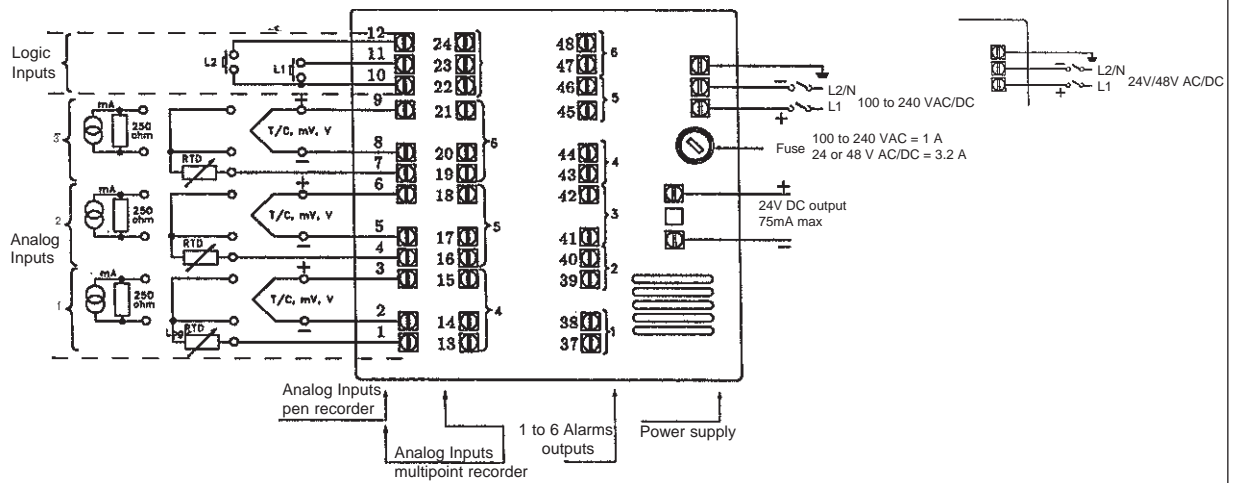 Logic
Inputs
12
11
10
L2
L1
24
23
22
48
47
46
45
6
5
L2/N
L1
100 to 240 VAC/DC
L2/N
L1
24V/48V AC/DC
3
mA
250
ohm
RTD
+
T/C, mV, V
−
9
8
7
21
20
19
6
Fuse
100 to 240 VAC = 1 A
24 or 48 V AC/DC = 3.2 A
2
Analog
Inputs
mA
250
ohm
RTD
+
T/C, mV, V
−
6
5
4
18
17
16
5
44
43
42
41
40
39
4
3
2
+
24V DC output
75mA max
−
1
mA
250
ohm
RTD
+
T/C, mV, V
−
3
2
1
15
14
13
4
38
37
1
Analog Inputs
pen recorder
Analog Inputs
multipoint recorder
1 to 6 Alarms
outputs
Power supply